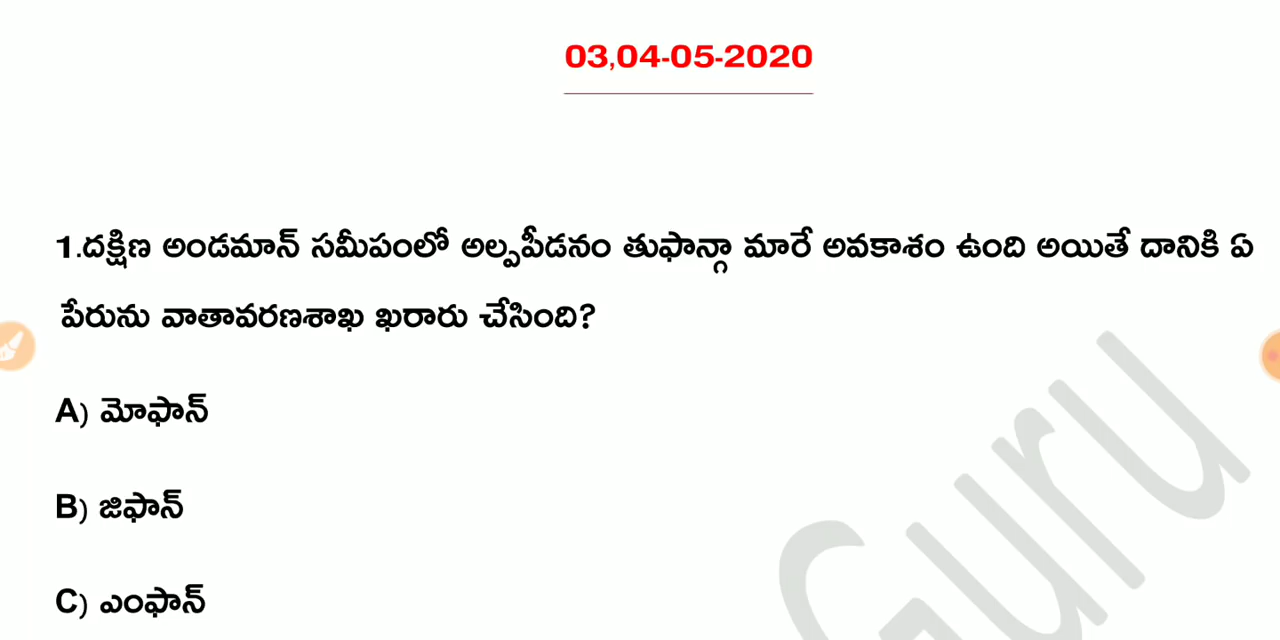 03,04-05-2020
1.దక్షిణ అండమాన్ సమీపంలో అల్పపీడనం తుఫాన్గా మారే అవకాశం ఉంది అయితే దానికి ఏ
పేరును వాతావరణశాఖ ఖరారు చేసింది?
A) మోఫాన్
B) జిఫాన్
C) ఎంఫాన్
Guru